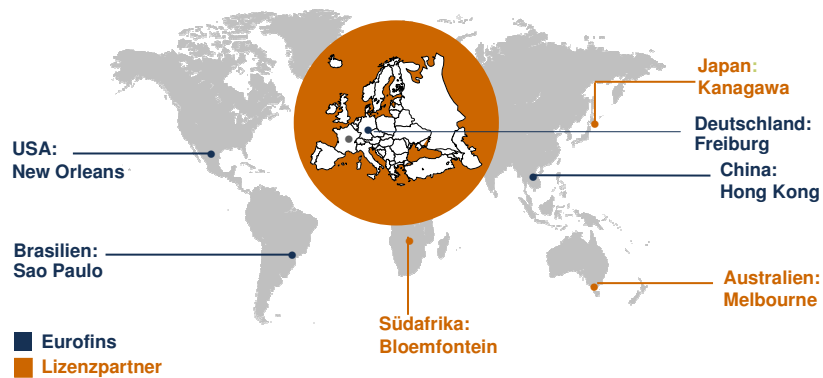 Japan:
Kanagawa
Deutschland:
Freiburg
USA:
New Orleans
China:
Hong Kong
Brasilien:
Sao Paulo
Australien:
Melbourne
Südafrika:
Bloemfontein
Eurofins
Lizenzpartner